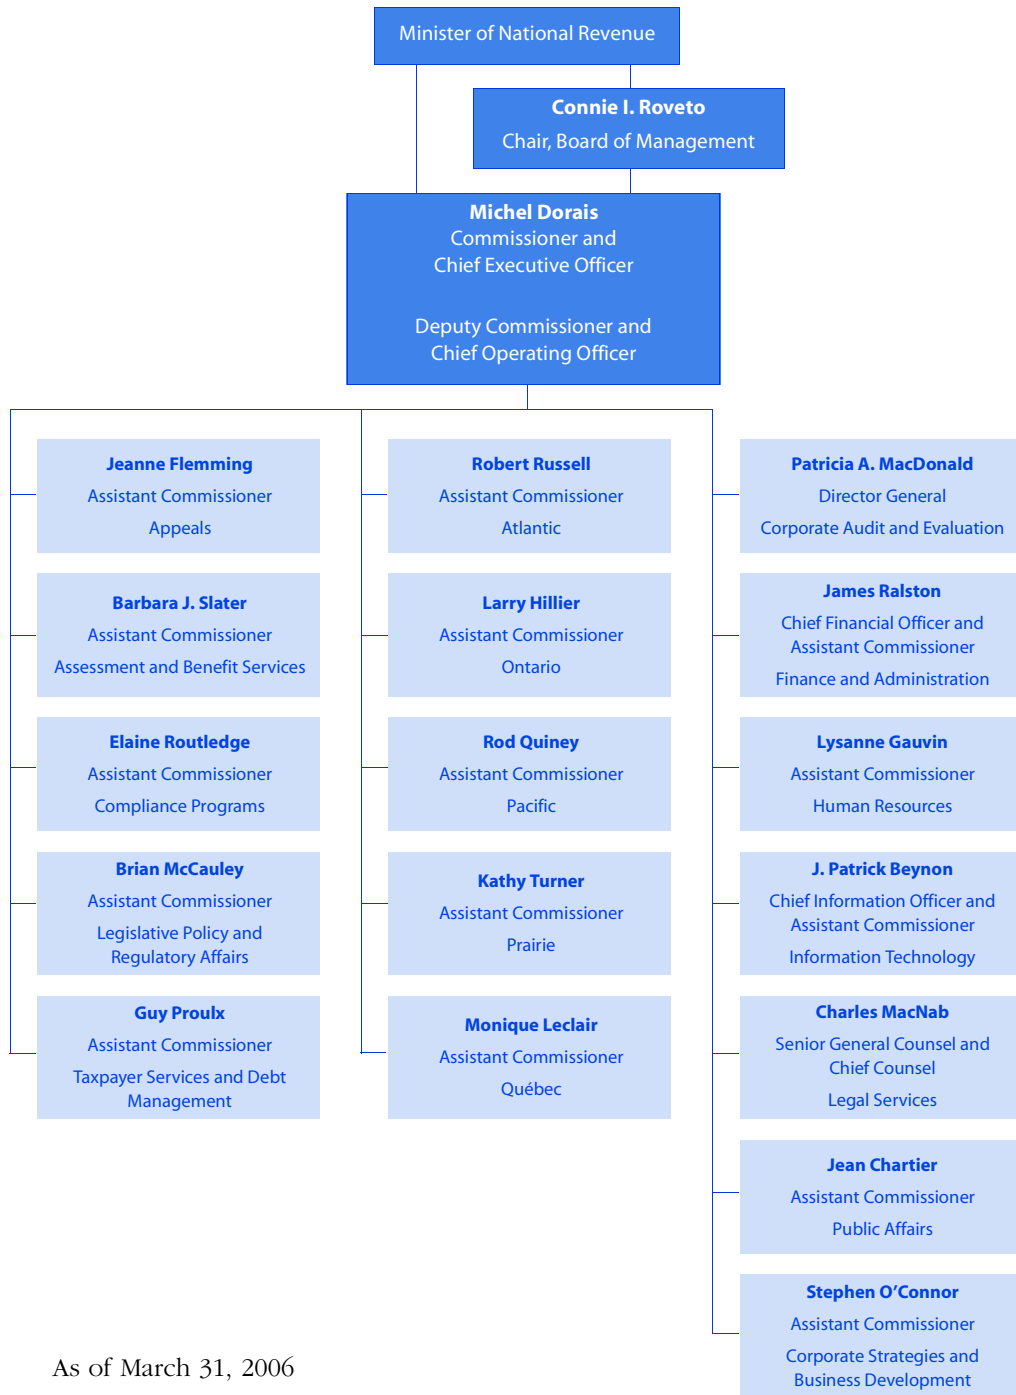 Minister of National Revenue
Connie I. Roveto
Chair, Board of Management
Michel Dorais
Commissioner and
Chief Executive Officer
Deputy Commissioner and
Chief Operating Officer
Jeanne Flemming
Assistant Commissioner
Appeals
Barbara J. Slater
Assistant Commissioner
Assessment and Benefit Services
Elaine Routledge
Assistant Commissioner
Compliance Programs
Brian McCauley
Assistant Commissioner
Legislative Policy and
Regulatory Affairs
Guy Proulx
Assistant Commissioner
Taxpayer Services and Debt
Management
Robert Russell
Assistant Commissioner
Atlantic
Larry Hillier
Assistant Commissioner
Ontario
Rod Quiney
Assistant Commissioner
Pacific
Kathy Turner
Assistant Commissioner
Prairie
Monique Leclair
Assistant Commissioner
Québec
Patricia A. MacDonald
Director General
Corporate Audit and Evaluation
James Ralston
Chief Financial Officer and
Assistant Commissioner
Finance and Administration
Lysanne Gauvin
Assistant Commissioner
Human Resources
J. Patrick Beynon
Chief Information Officer and
Assistant Commissioner
Information Technology
Charles MacNab
Senior General Counsel and
Chief Counsel
Legal Services
Jean Chartier
Assistant Commissioner
Public Affairs
Stephen O’Connor
Assistant Commissioner
Corporate Strategies and
Business Development
As of March 31, 2006